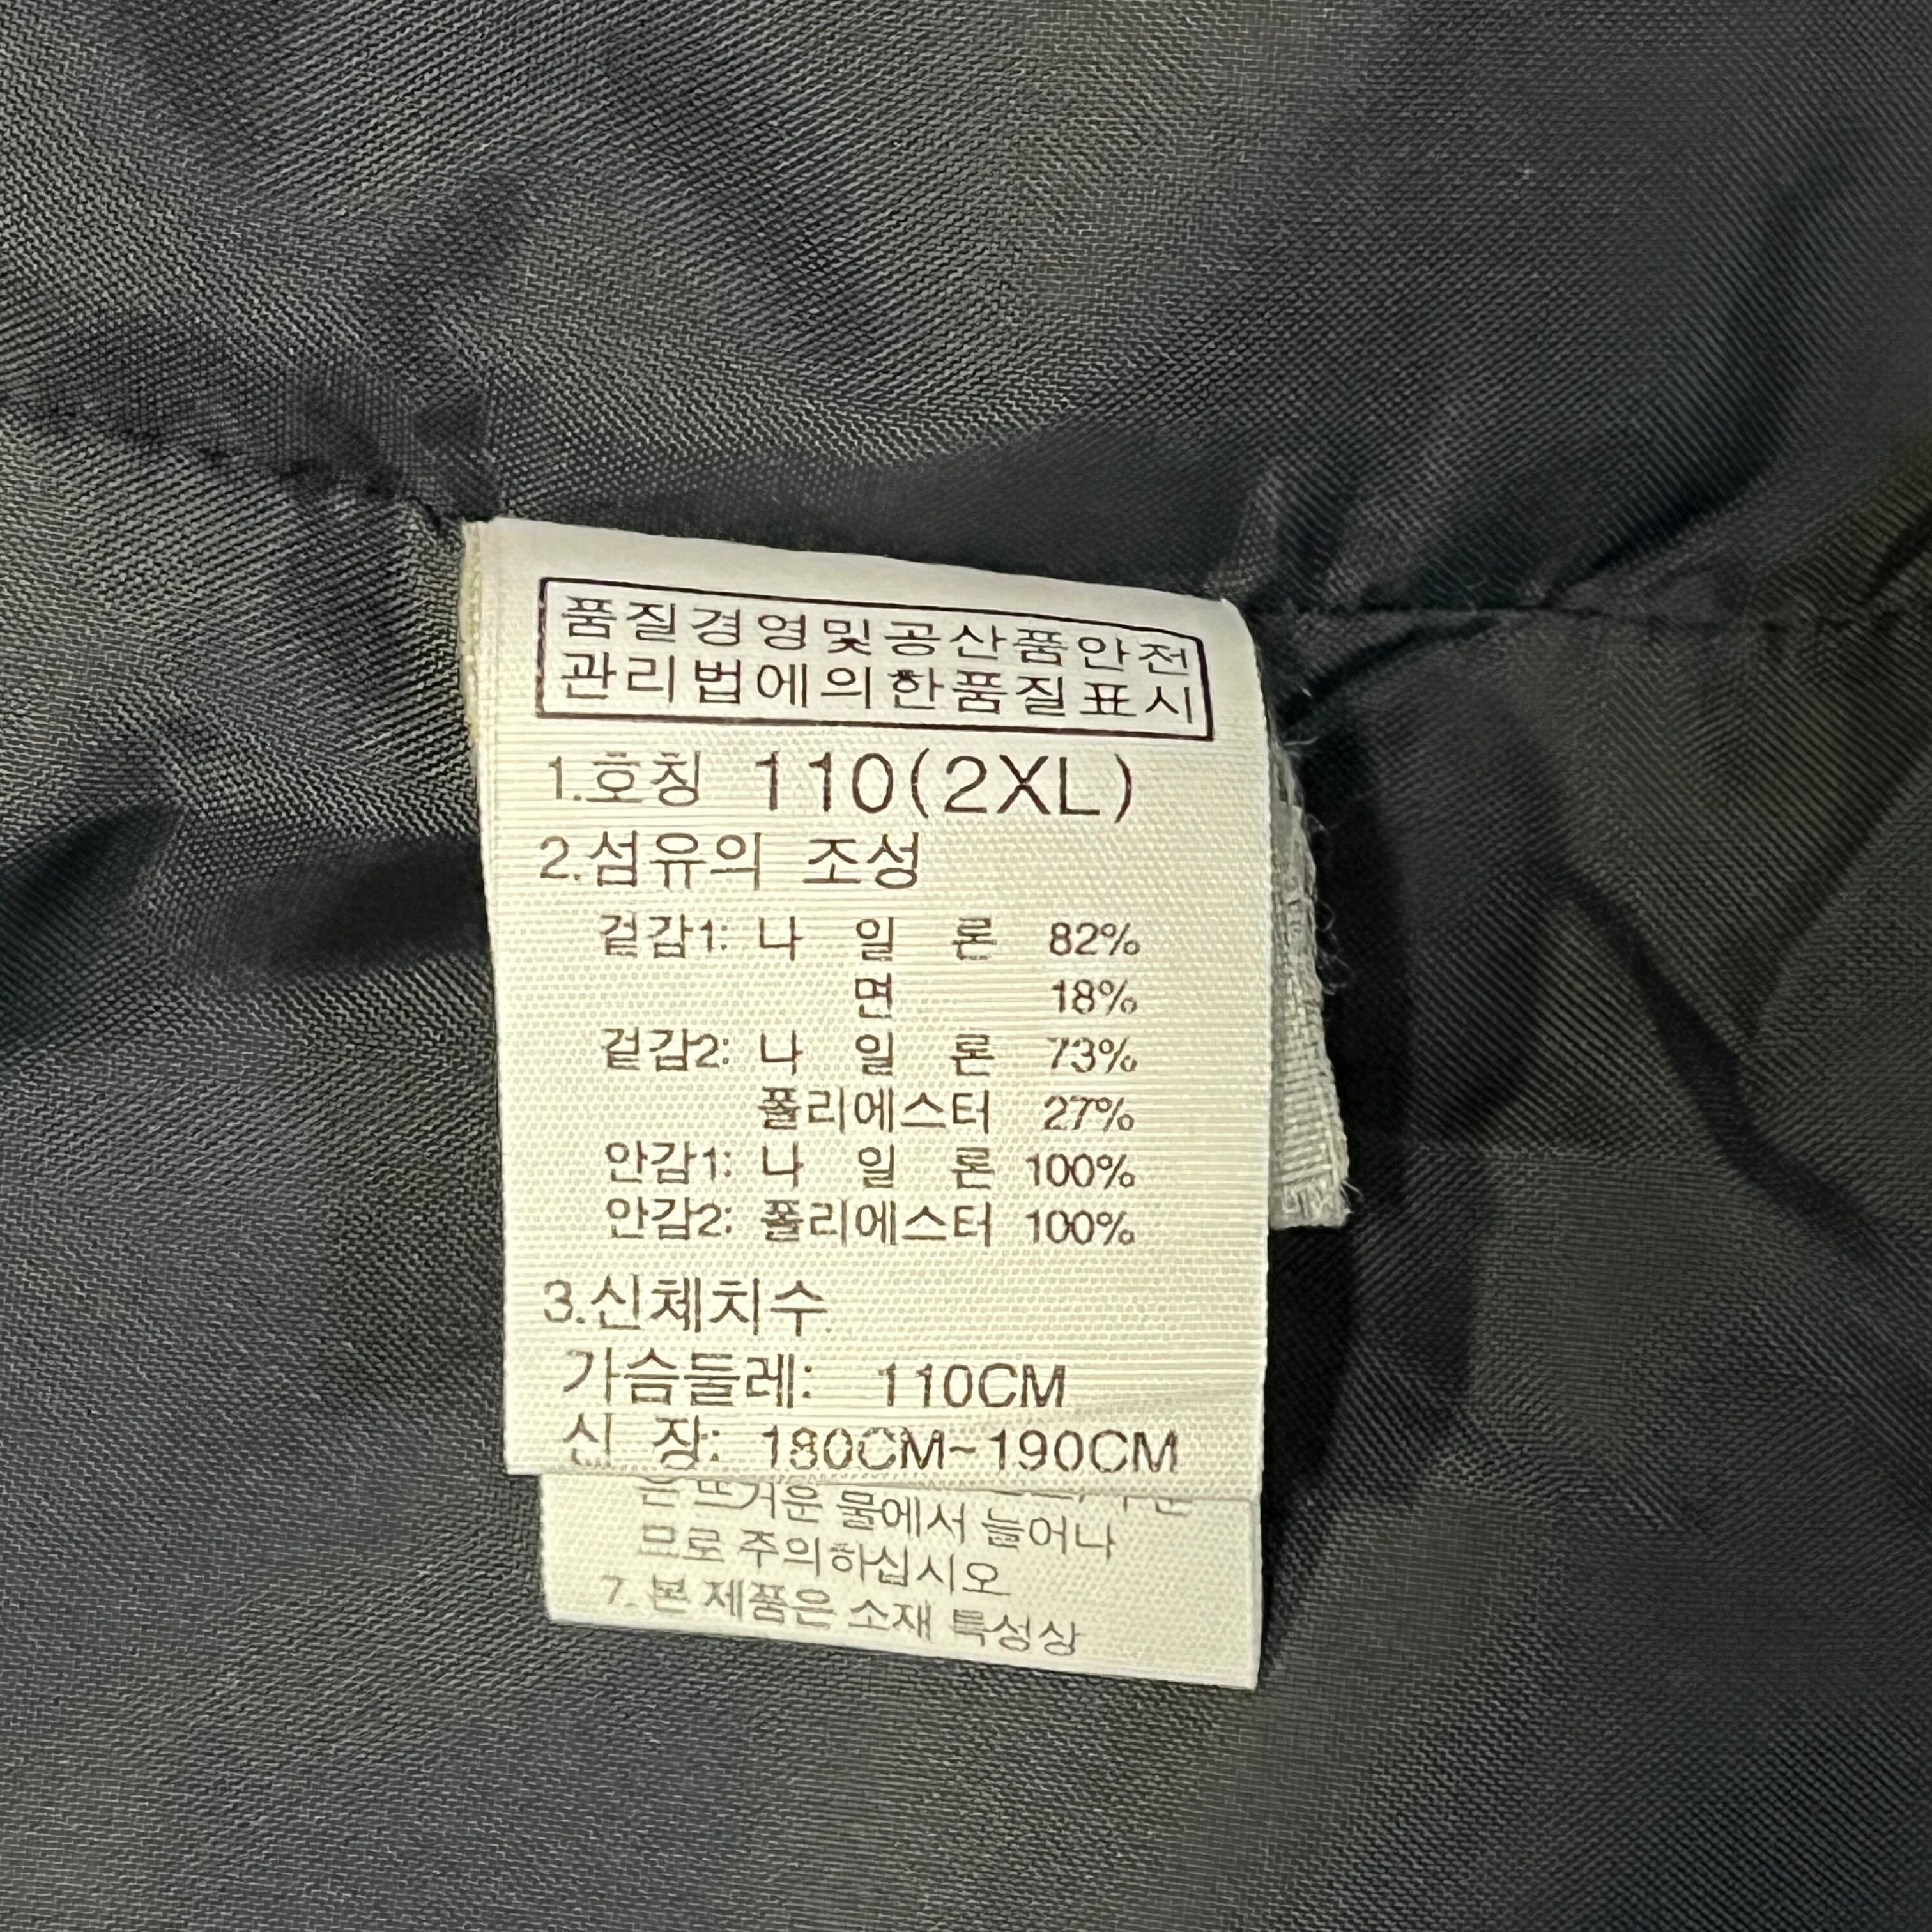 품질경영및공산품안전
관리법에의한품질표시
1.호칭 110(2XL)
2.섬유의 조성
겉감1: 나 일 론 82%
면 18%
겉감2: 나 일 론 73%
폴리에스터 27%
안감1: 나 일 론 100%
안감2: 폴리에스터 100%
3.신체치수
가슴둘레: 110CM
신 장: 180CM~190CM
은 뜨거운 물에서 늘어나
므로 주의하십시오
7. 본 제품은 소재 특성상